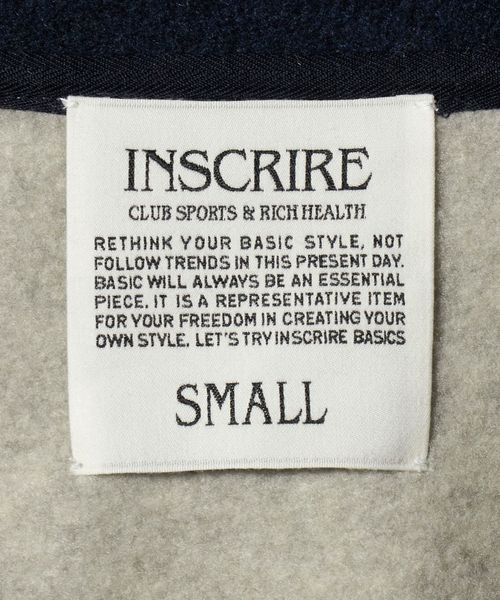 INSCRIRE
CLUB SPORTS & RICH HEALTH
RETHINK YOUR BASIC STYLE, NOT
FOLLOW TRENDS IN THIS PRESENT DAY.
BASIC WILL ALWAYS BE AN ESSENTIAL
PIECE. IT IS A REPRESENTATIVE ITEM
FOR YOUR FREEDOM IN CREATING YOUR
OWN STYLE. LET'S TRY INSCRIRE BASICS
SMALL